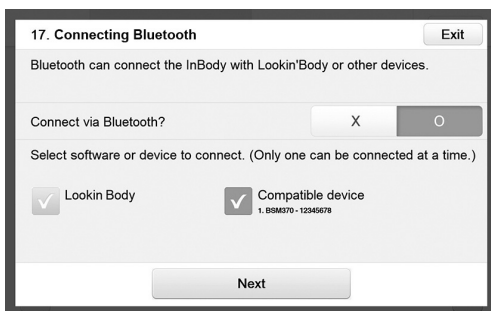 17. Connecting Bluetooth
Exit
Bluetooth can connect the InBody with Lookin'Body or other devices.
Connect via Bluetooth?
X
O
Select software or device to connect. (Only one can be connected at a time.)
Lookin Body
Compatible device
1. BSM370 - 12345678
Next